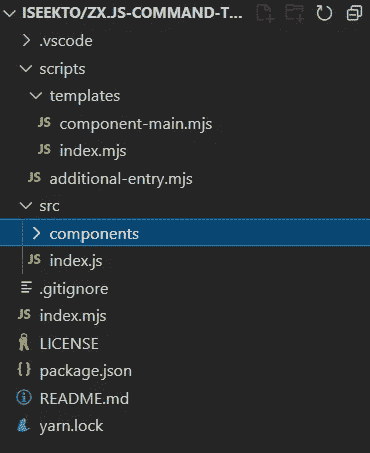 ISEEKTO/ZX.JS-COMMAND-T...
.vscode
scripts
templates
JS component-main.mjs
JS index.mjs
JS additional-entry.mjs
src
components
JS index.js
.gitignore
JS index.mjs
LICENSE
{} package.json
README.md
yarn.lock